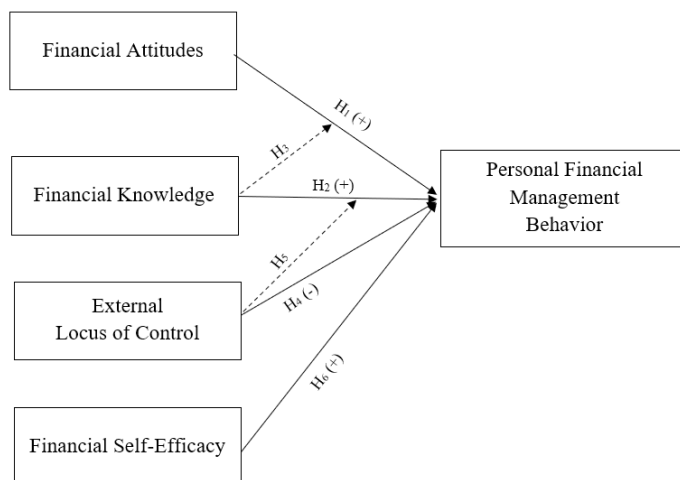 Financial Attitudes
H1 (+)
H3
Financial Knowledge
H2 (+)
Personal Financial
Management
Behavior
H5
External
Locus of Control
H4 (-)
H6 (+)
Financial Self-Efficacy